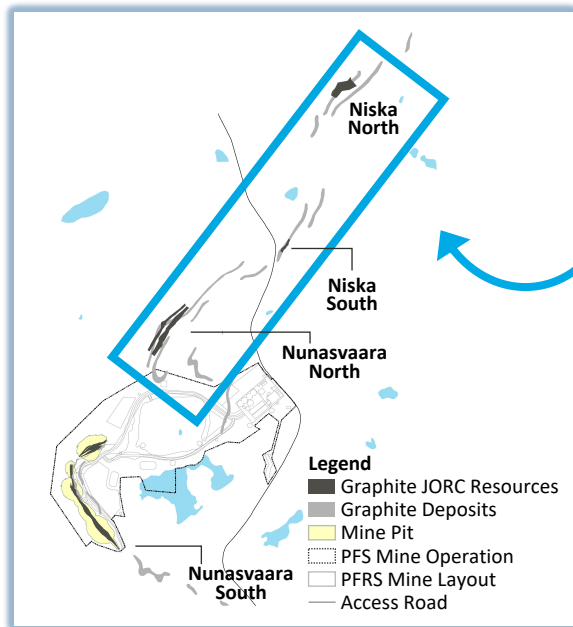 Niska
North
Niska
South
Nunasvaara
North
Nunasvaara
South
Legend
Graphite JORC Resources
Graphite Deposits
Mine Pit
PFS Mine Operation
PFRS Mine Layout
Access Road